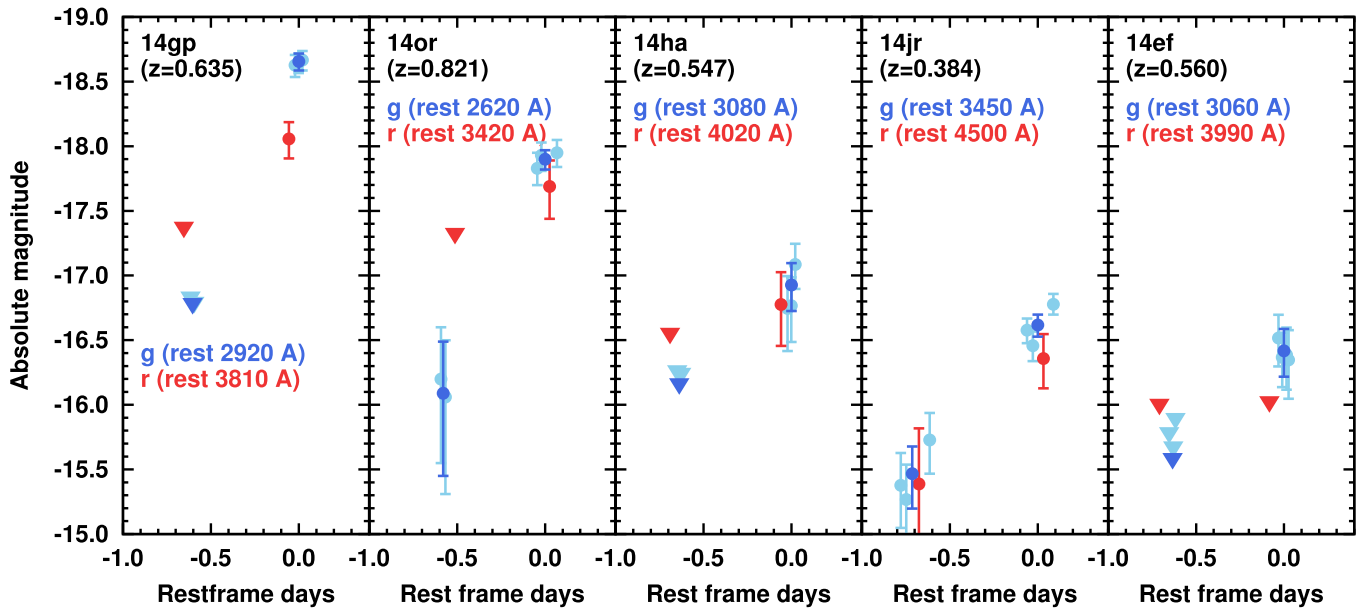 14gp
(z=0.635)
g (rest 2920 A)
r (rest 3810 A)
14or
(z=0.821)
g (rest 2620 A)
r (rest 3420 A)
14ha
(z=0.547)
g (rest 3080 A)
r (rest 4020 A)
14jr
(z=0.384)
g (rest 3450 A)
r (rest 4500 A)
14ef
(z=0.560)
g (rest 3060 A)
r (rest 3990 A)
Absolute magnitude
-19.0
-18.5
-18.0
-17.5
-17.0
-16.5
-16.0
-15.5
-15.0
-1.0 -0.5 0.0 -1.0 -0.5 0.0 -1.0 -0.5 0.0 -1.0 -0.5 0.0 -1.0 -0.5 0.0
Restframe days Rest frame days Rest frame days Rest frame days Rest frame days